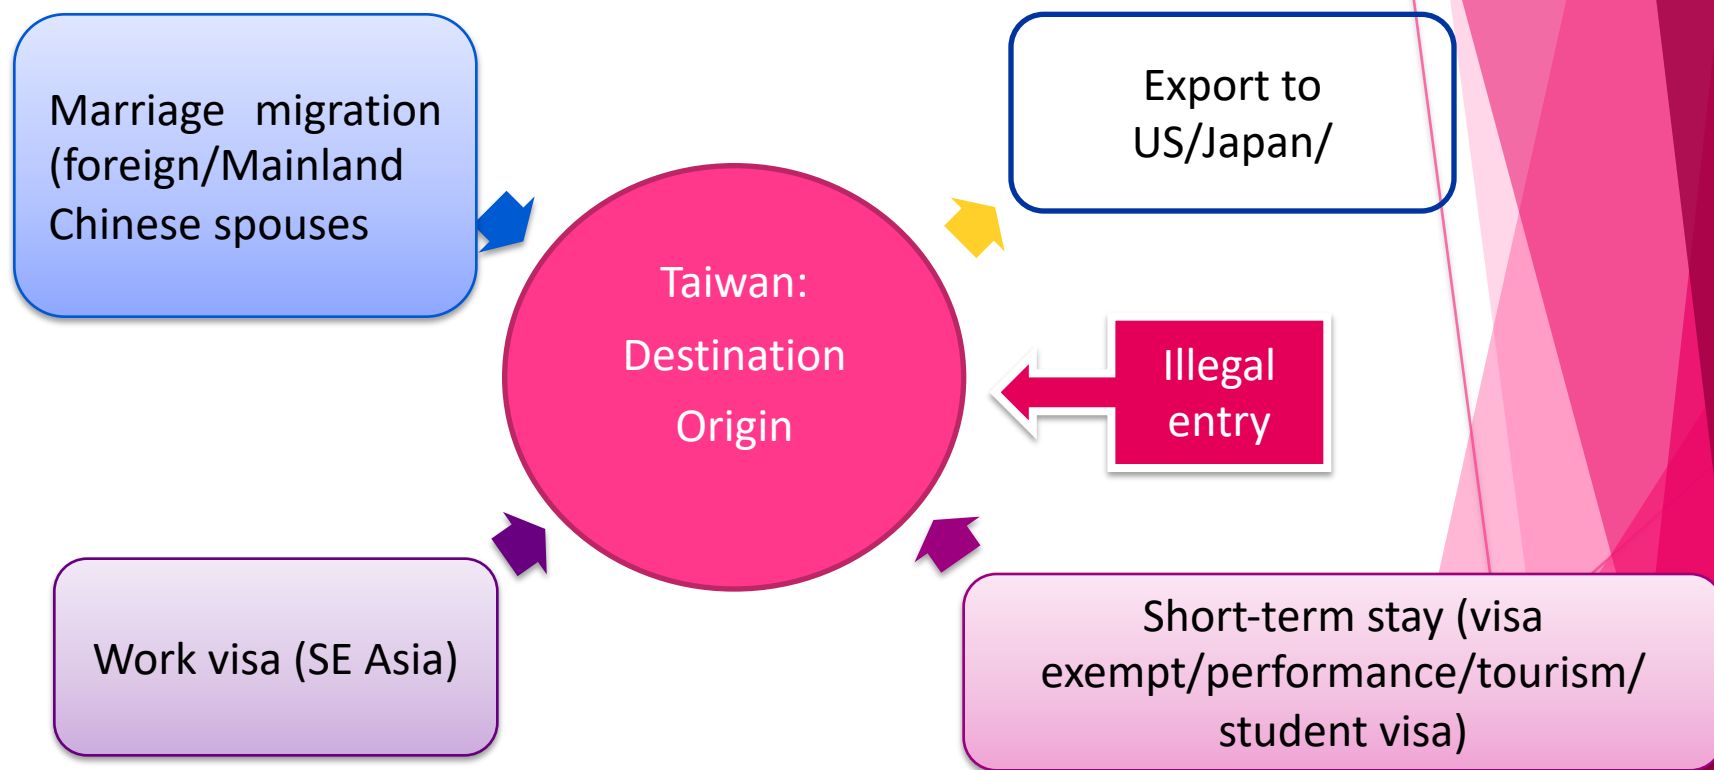 Marriage migration
(foreign/Mainland
Chinese spouses
Export to
US/Japan/
Taiwan:
Destination
Origin
Illegal
entry
Work visa (SE Asia)
Short-term stay (visa
exempt/performance/tourism/
student visa)